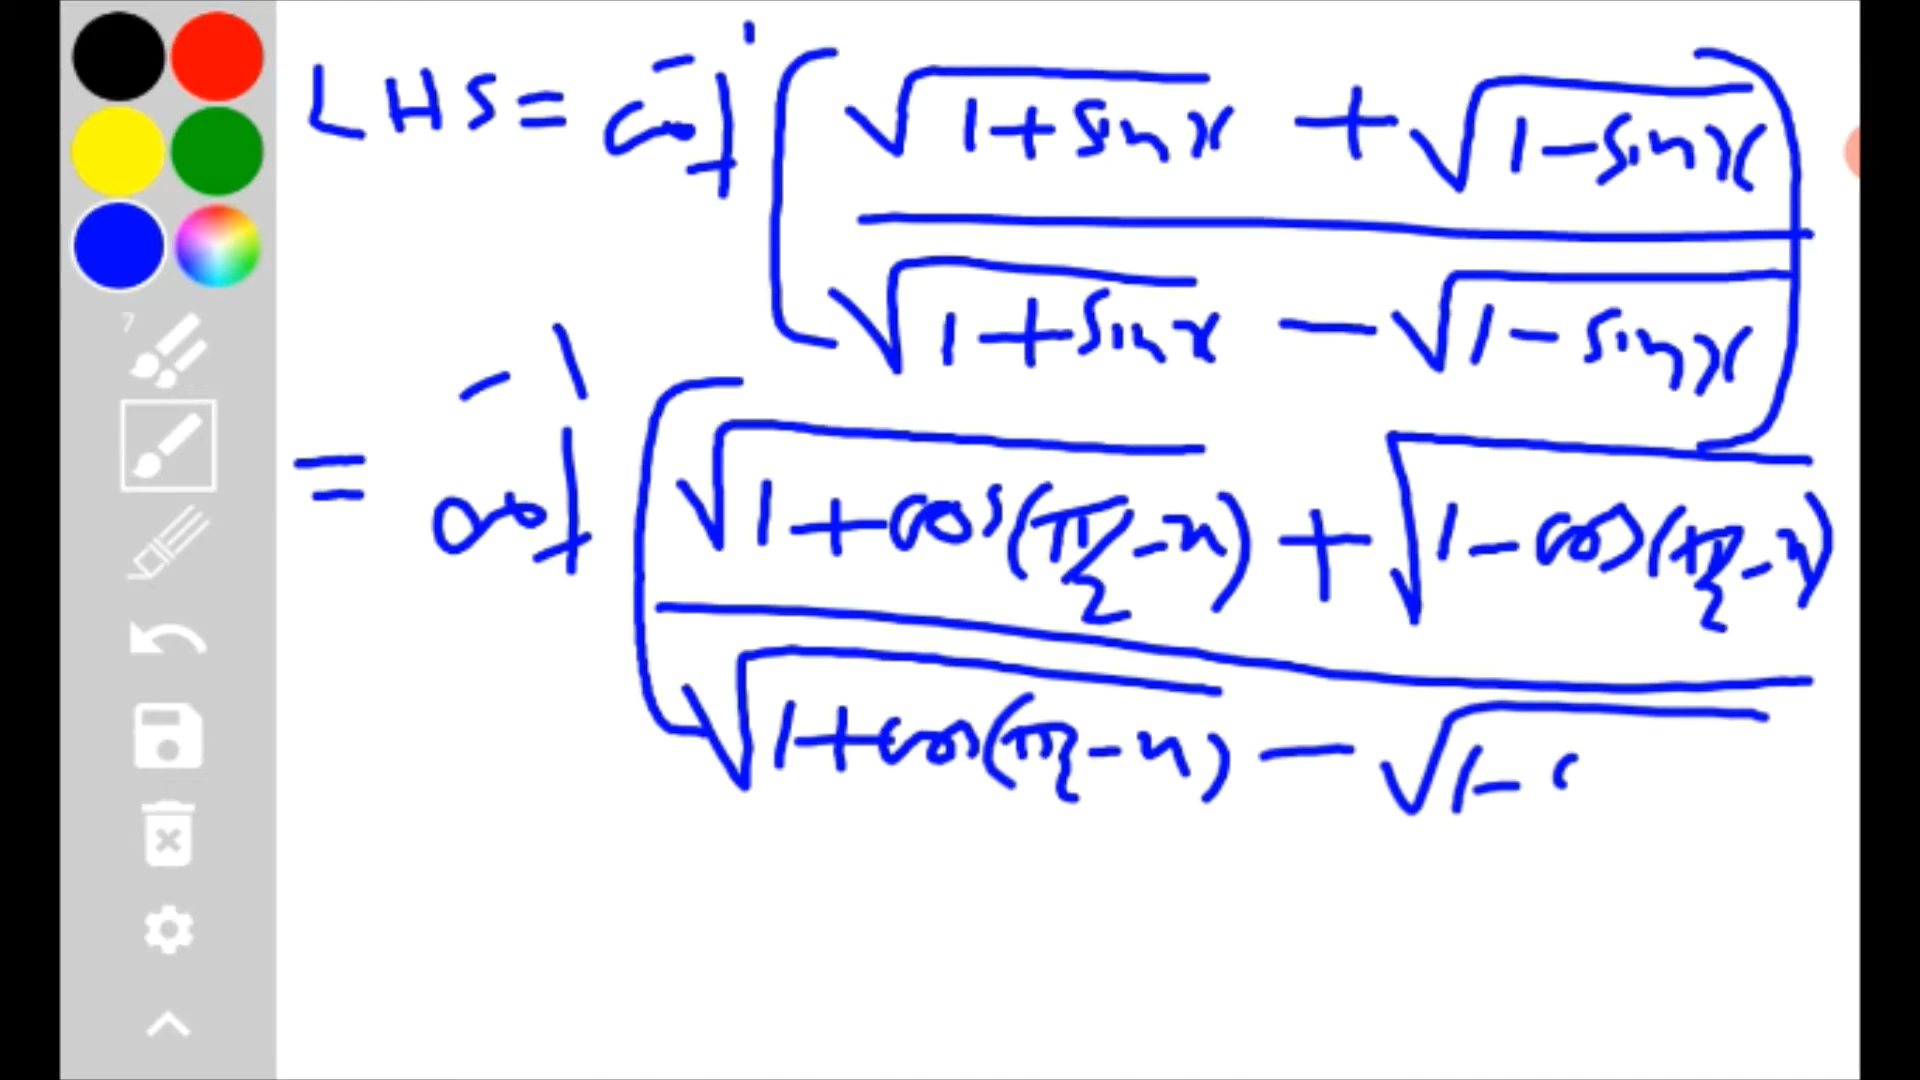 LHS = cot⁻¹ ( (√(1+sinx) + √(1-sinx)) / (√(1+sinx) - √(1-sinx)) )
= cot⁻¹ ( (√(1+cos(π/2-x)) + √(1-cos(π/2-x))) / (√(1+cos(π/2-x)) - √(1-c
7